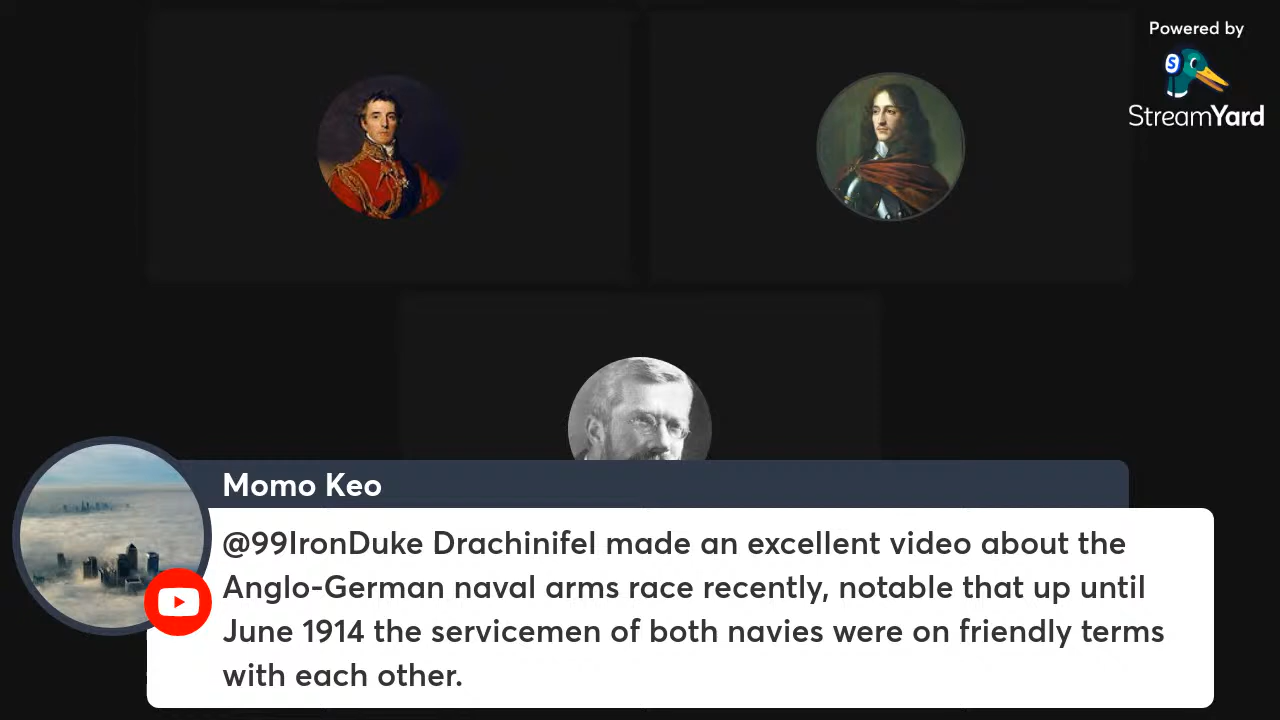 Powered by
S
StreamYard
Momo Keo
@99IronDuke Drachinifel made an excellent video about the
Anglo-German naval arms race recently, notable that up until
June 1914 the servicemen of both navies were on friendly terms
with each other.